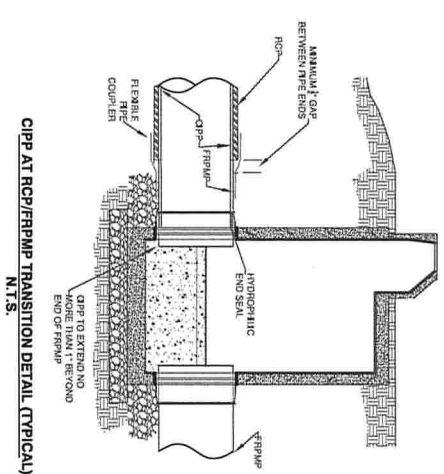 MINIMUM ½" GAP
BETWEEN PIPE ENDS
RCP
CIPP
FRPMP
FLEXIBLE
PIPE
COUPLER
HYDROPHILIC
END SEAL
CIPP TO EXTEND NO
MORE THAN 1" BEYOND
END OF FRPMP
FRPMP
CIPP AT RCP/FRPMP TRANSITION DETAIL (TYPICAL)
N.T.S.